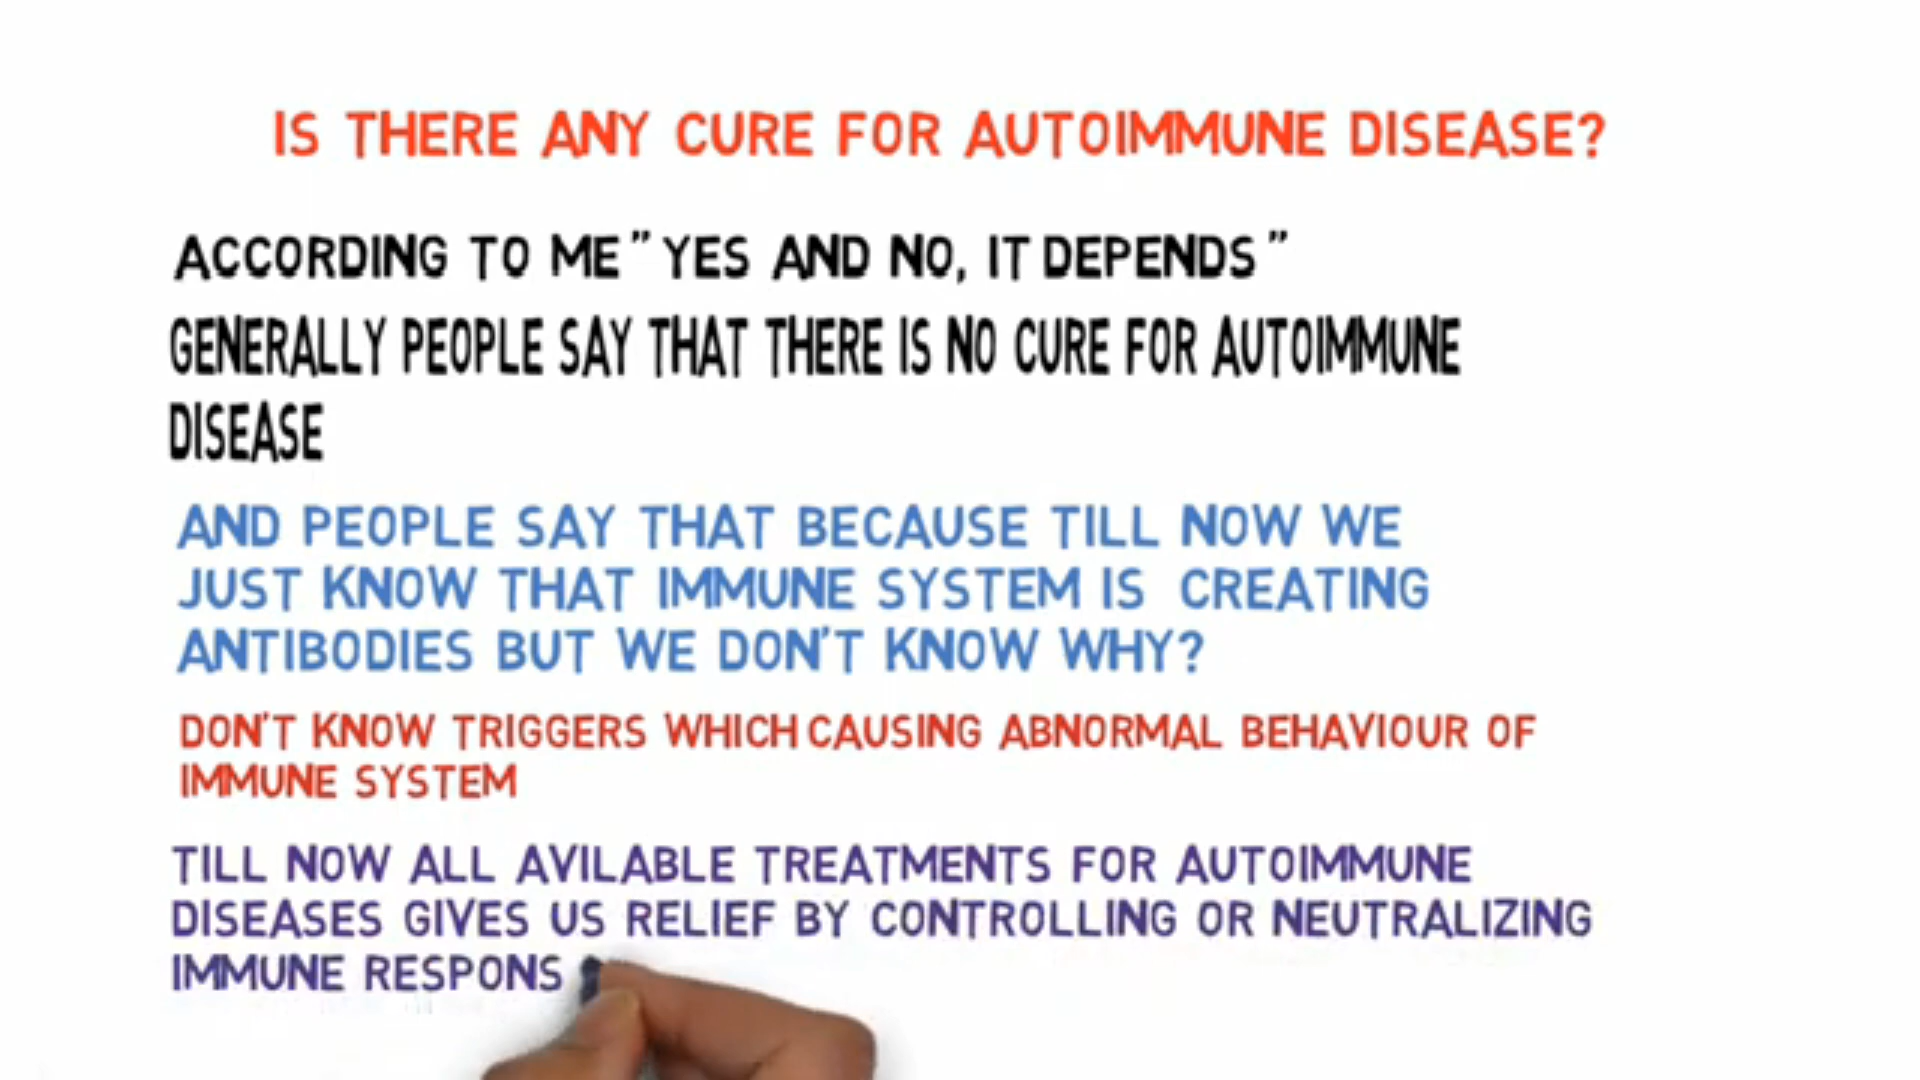 IS THERE ANY CURE FOR AUTOIMMUNE DISEASE?
ACCORDING TO ME "YES AND NO, IT DEPENDS"
GENERALLY PEOPLE SAY THAT THERE IS NO CURE FOR AUTOIMMUNE
DISEASE
AND PEOPLE SAY THAT BECAUSE TILL NOW WE
JUST KNOW THAT IMMUNE SYSTEM IS CREATING
ANTIBODIES BUT WE DON'T KNOW WHY?
DON'T KNOW TRIGGERS WHICH CAUSING ABNORMAL BEHAVIOUR OF
IMMUNE SYSTEM
TILL NOW ALL AVILABLE TREATMENTS FOR AUTOIMMUNE
DISEASES GIVES US RELIEF BY CONTROLLING OR NEUTRALIZING
IMMUNE RESPONS